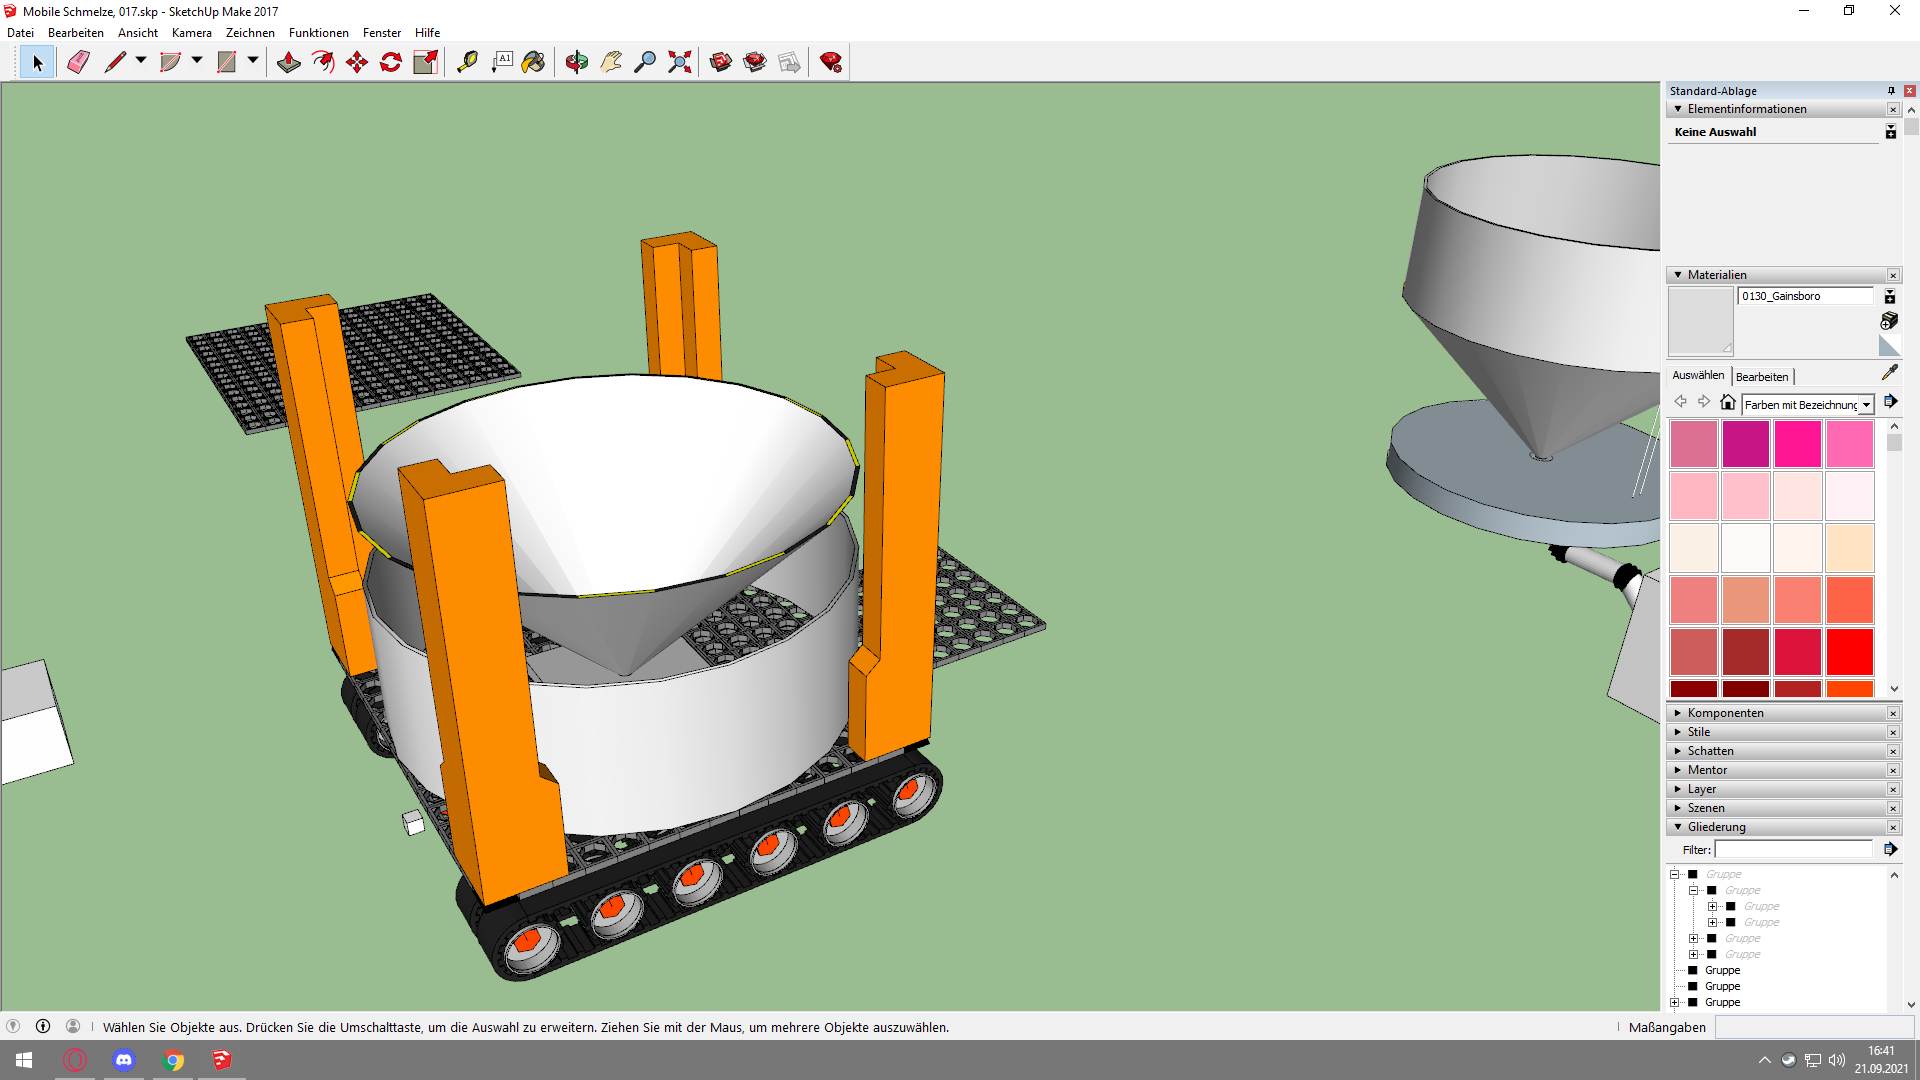 Mobile Schmelze, 017.skp - SketchUp Make 2017
Datei Bearbeiten Ansicht Kamera Zeichnen Funktionen Fenster Hilfe
A1
Standard-Ablage
Elementinformationen
Keine Auswahl
Materialien
0130_Gainsboro
Auswählen Bearbeiten
Farben mit Bezeichnung
Komponenten
Stile
Schatten
Mentor
Layer
Szenen
Gliederung
Filter:
Gruppe
Gruppe
Gruppe
Gruppe
Gruppe
Gruppe
Gruppe
Gruppe
Gruppe
Wählen Sie Objekte aus. Drücken Sie die Umschalttaste, um die Auswahl zu erweitern. Ziehen Sie mit der Maus, um mehrere Objekte auszuwählen.
Maßangaben
16:41
21.09.2021